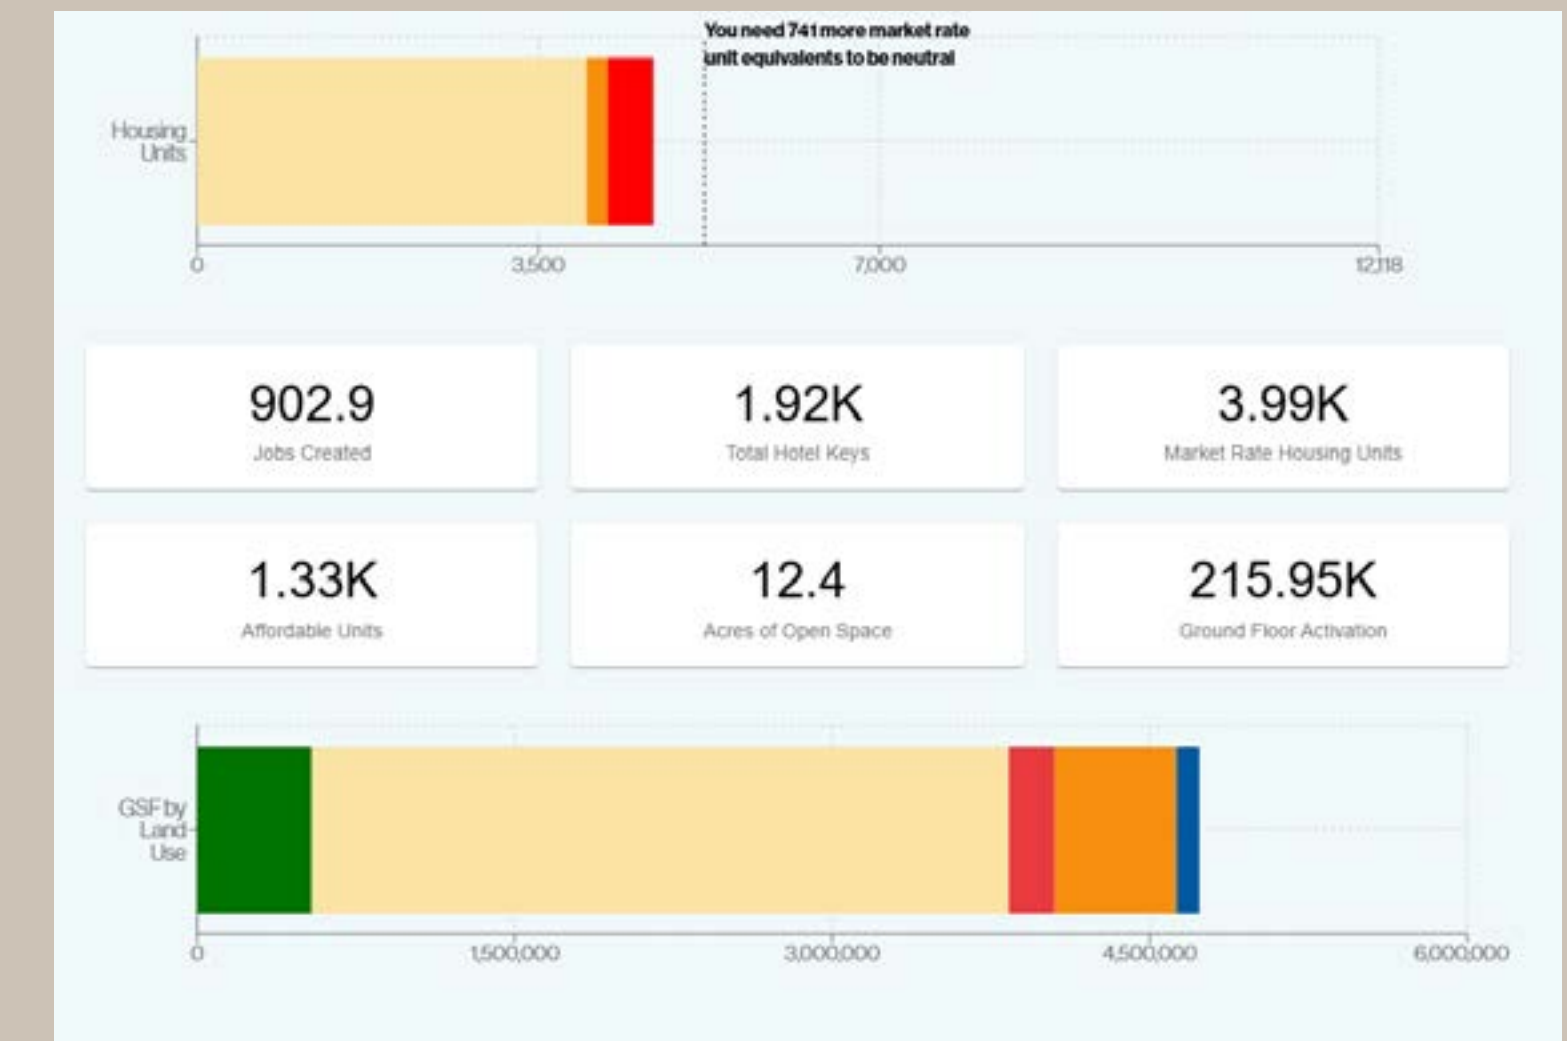 You need 741 more market rate
unit equivalents to be neutral
Housing
Units
0
3,500
7,000
12,118
902.9
Jobs Created
1.92K
Total Hotel Keys
3.99K
Market Rate Housing Units
1.33K
Affordable Units
12.4
Acres of Open Space
215.95K
Ground Floor Activation
GSF by
Land
Use
0
1,500,000
3,000,000
4,500,000
6,000,000